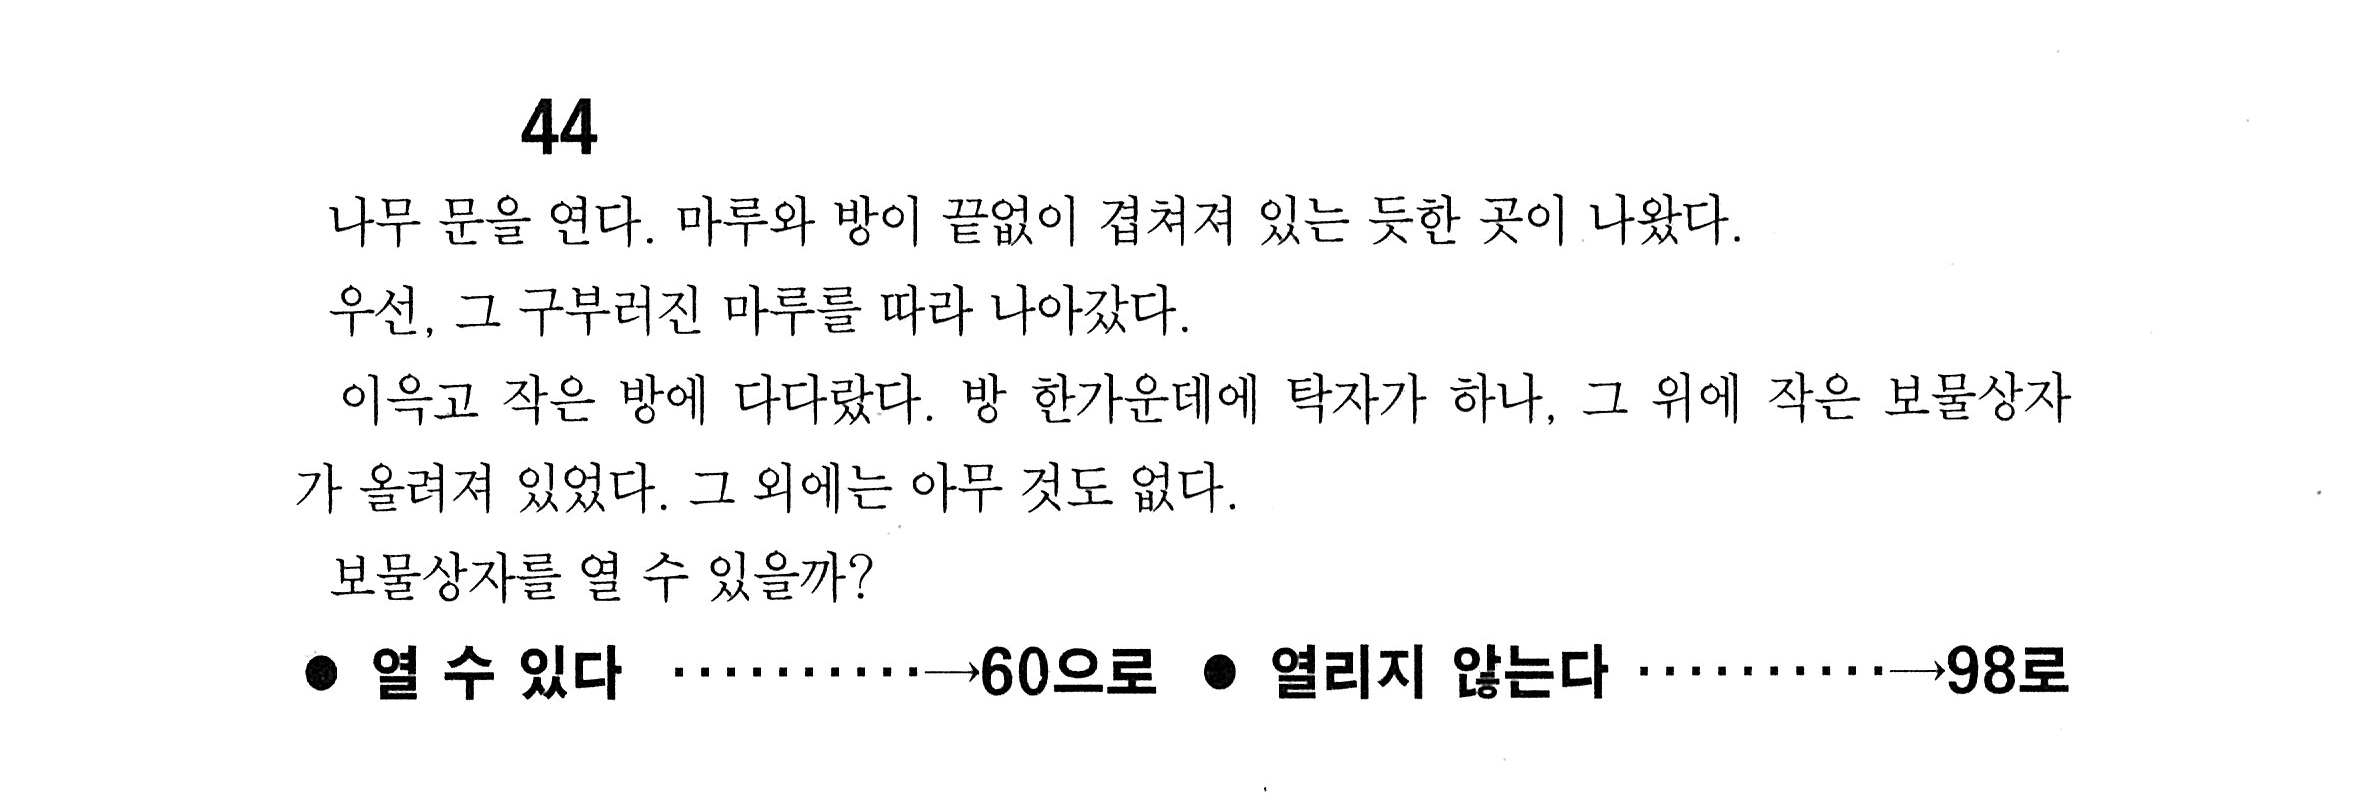 44
나무 문을 연다. 마루와 방이 끝없이 겹쳐져 있는 듯한 곳이 나왔다.
우선, 그 구부러진 마루를 따라 나아갔다.
이윽고 작은 방에 다다랐다. 방 한가운데에 탁자가 하나, 그 위에 작은 보물상자
가 올려져 있었다. 그 외에는 아무 것도 없다.
보물상자를 열 수 있을까?
● 열 수 있다 ··········→60으로 ● 열리지 않는다 ··········→98로